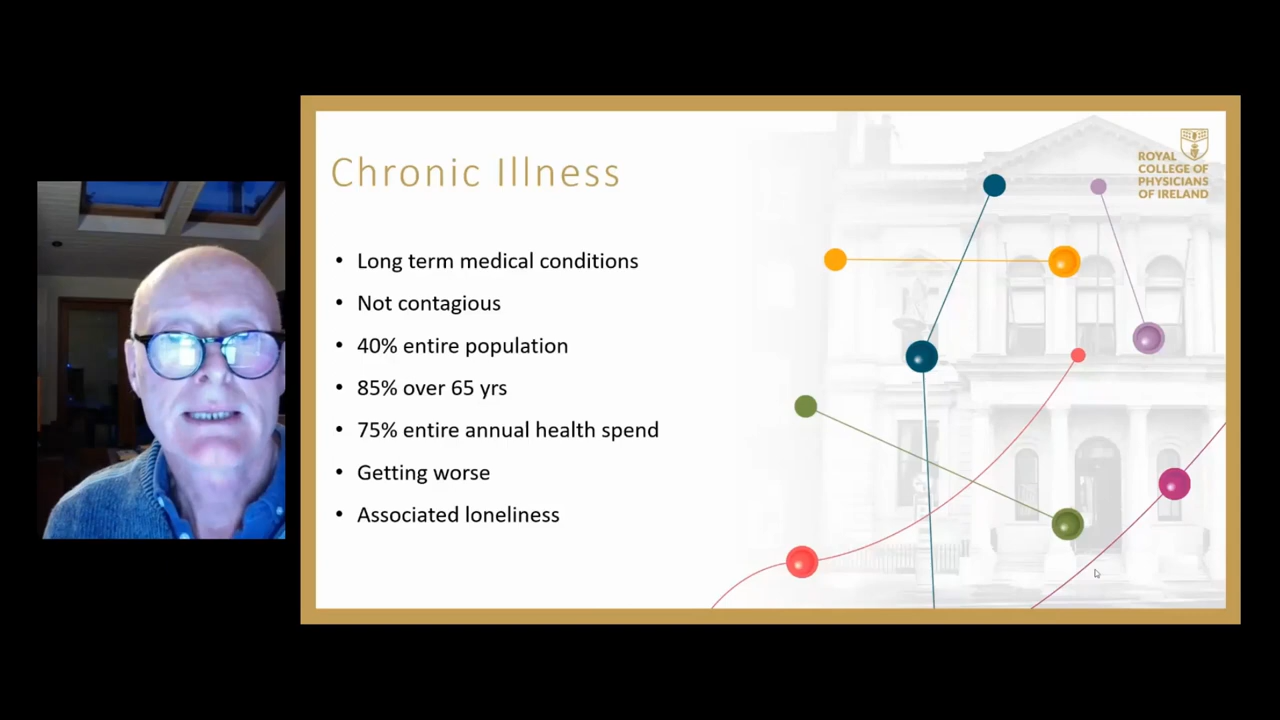 Chronic Illness
ROYAL
COLLEGE OF
PHYSICIANS
OF IRELAND
• Long term medical conditions
• Not contagious
• 40% entire population
• 85% over 65 yrs
• 75% entire annual health spend
• Getting worse
• Associated loneliness